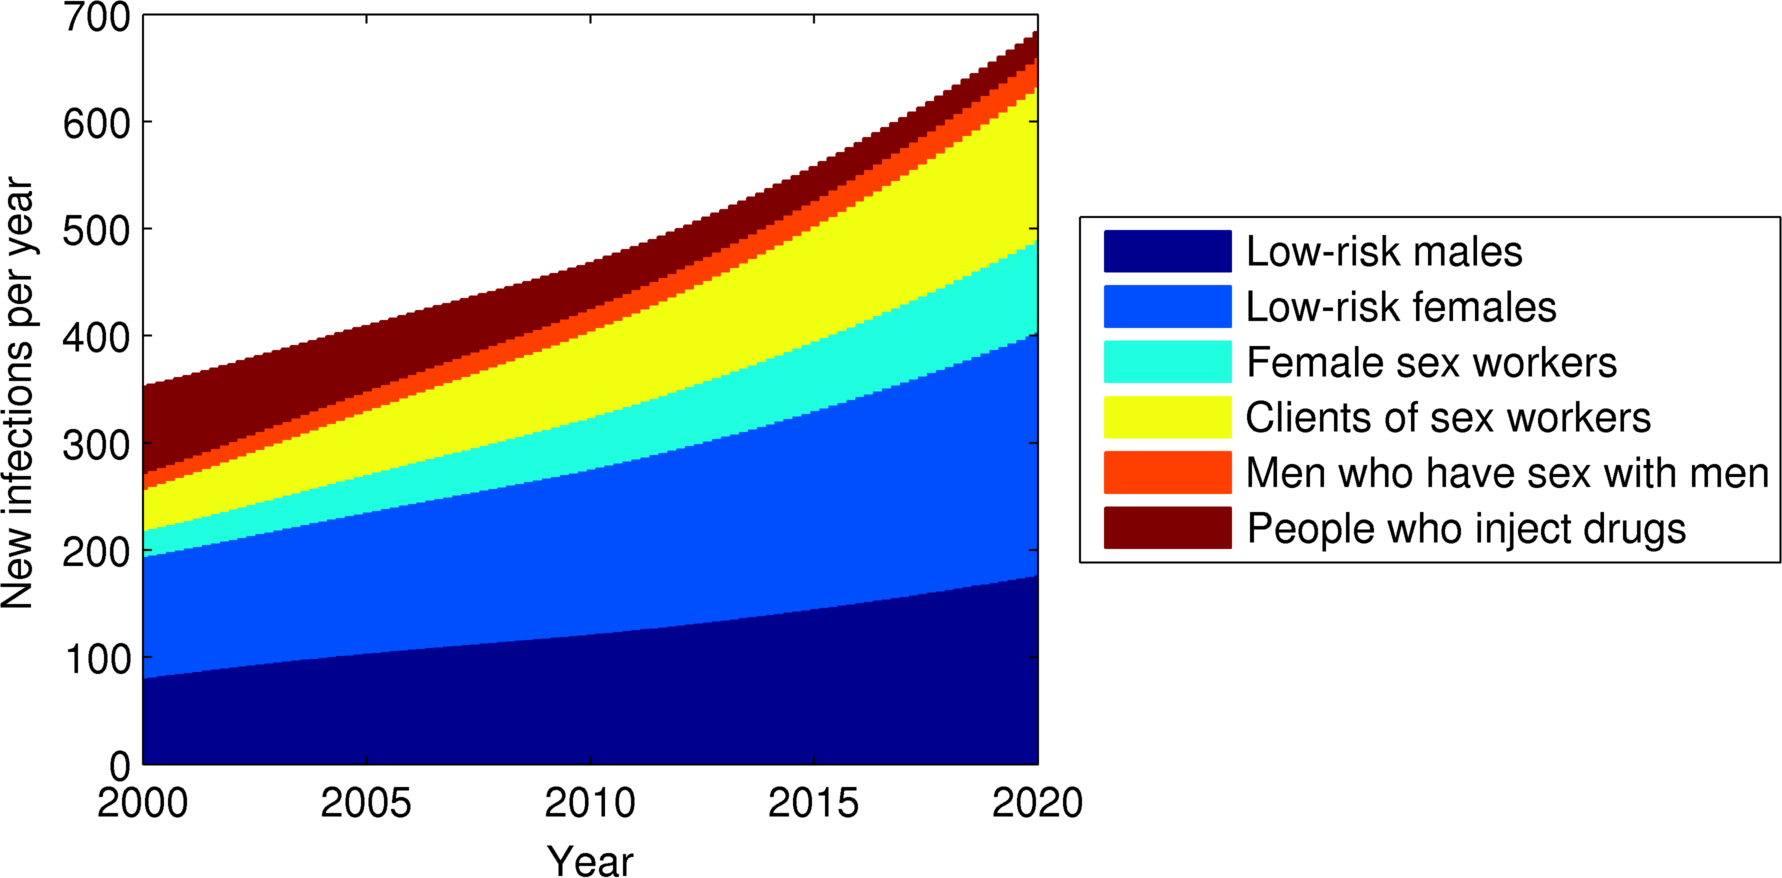 700
600
500
400
300
200
100
0
New infections per year
2000 2005 2010 2015 2020
Year
Low-risk males
Low-risk females
Female sex workers
Clients of sex workers
Men who have sex with men
People who inject drugs